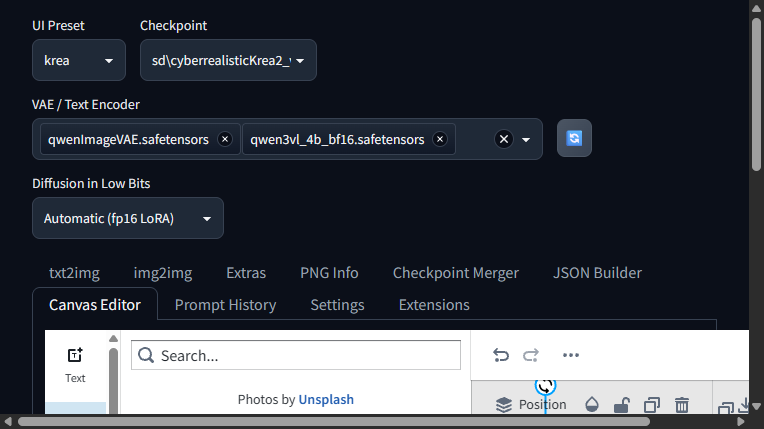 UI Preset
Checkpoint
krea
sd\cyberrealisticKrea2_
VAE / Text Encoder
qwenImageVAE.safetensors
qwen3vl_4b_bf16.safetensors
Diffusion in Low Bits
Automatic (fp16 LoRA)
txt2img img2img Extras PNG Info Checkpoint Merger JSON Builder
Canvas Editor Prompt History Settings Extensions
Search...
Text
Photos by Unsplash
Position